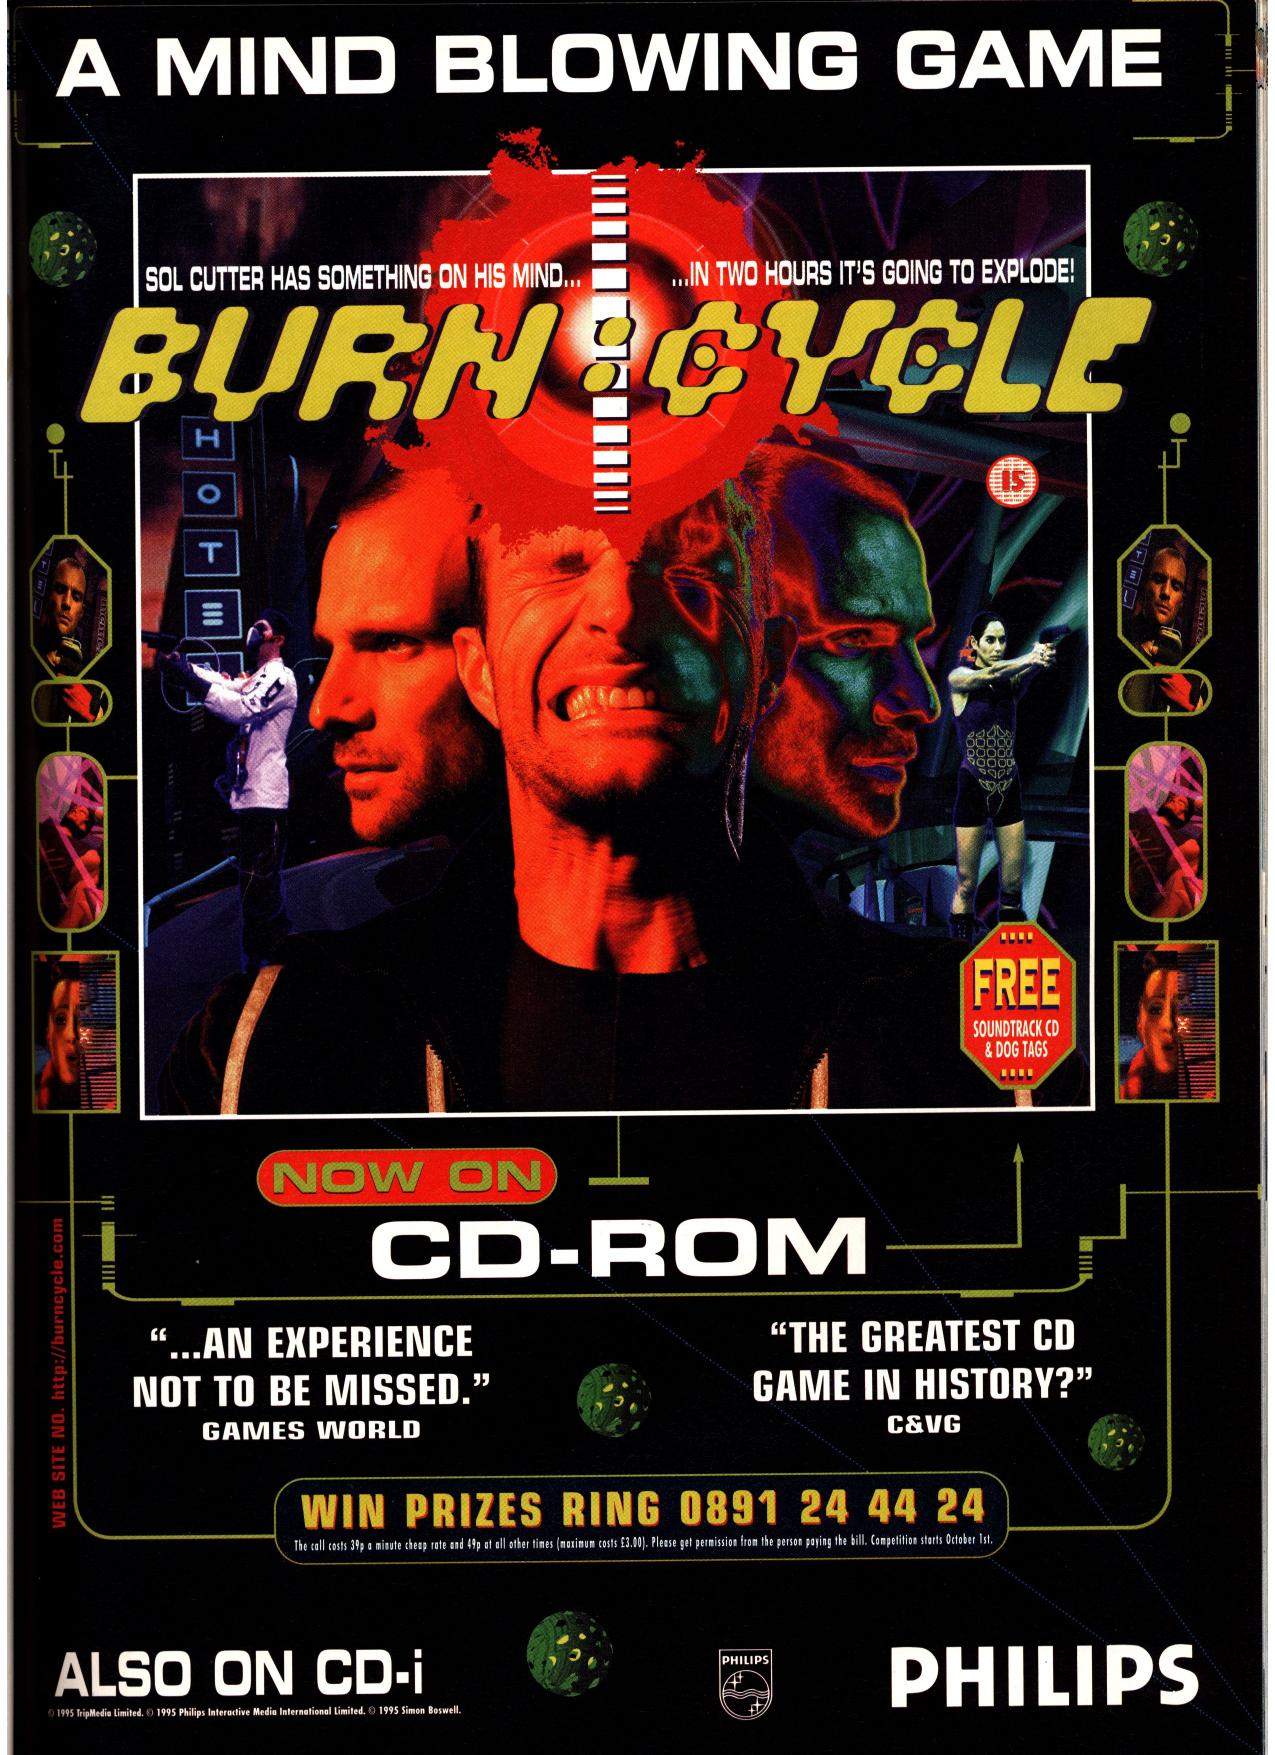 A MIND BLOWING GAME
SOL CUTTER HAS SOMETHING ON HIS MIND... ...IN TWO HOURS IT'S GOING TO EXPLODE!
BURN:CYCLE
HOTEL
15
FREE
SOUNDTRACK CD
& DOG TAGS
NOW ON
CD-ROM
WEB SITE NO. http://burncycle.com
"...AN EXPERIENCE
NOT TO BE MISSED."
GAMES WORLD
"THE GREATEST CD
GAME IN HISTORY?"
C&VG
WIN PRIZES RING 0891 24 44 24
The call costs 39p a minute cheap rate and 49p at all other times (maximum costs £3.00). Please get permission from the person paying the bill. Competition starts October 1st.
ALSO ON CD-i
© 1995 TripMedia Limited. © 1995 Philips Interactive Media International Limited. © 1995 Simon Boswell.
PHILIPS
PHILIPS